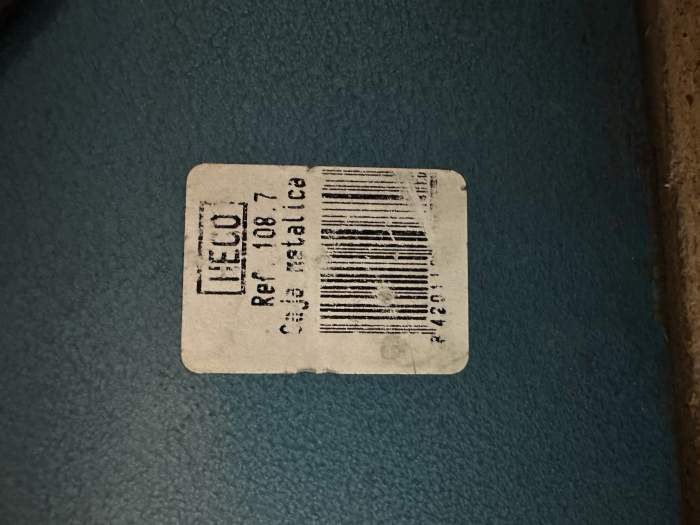 HECO
Ref. 108.7
Caja metalica